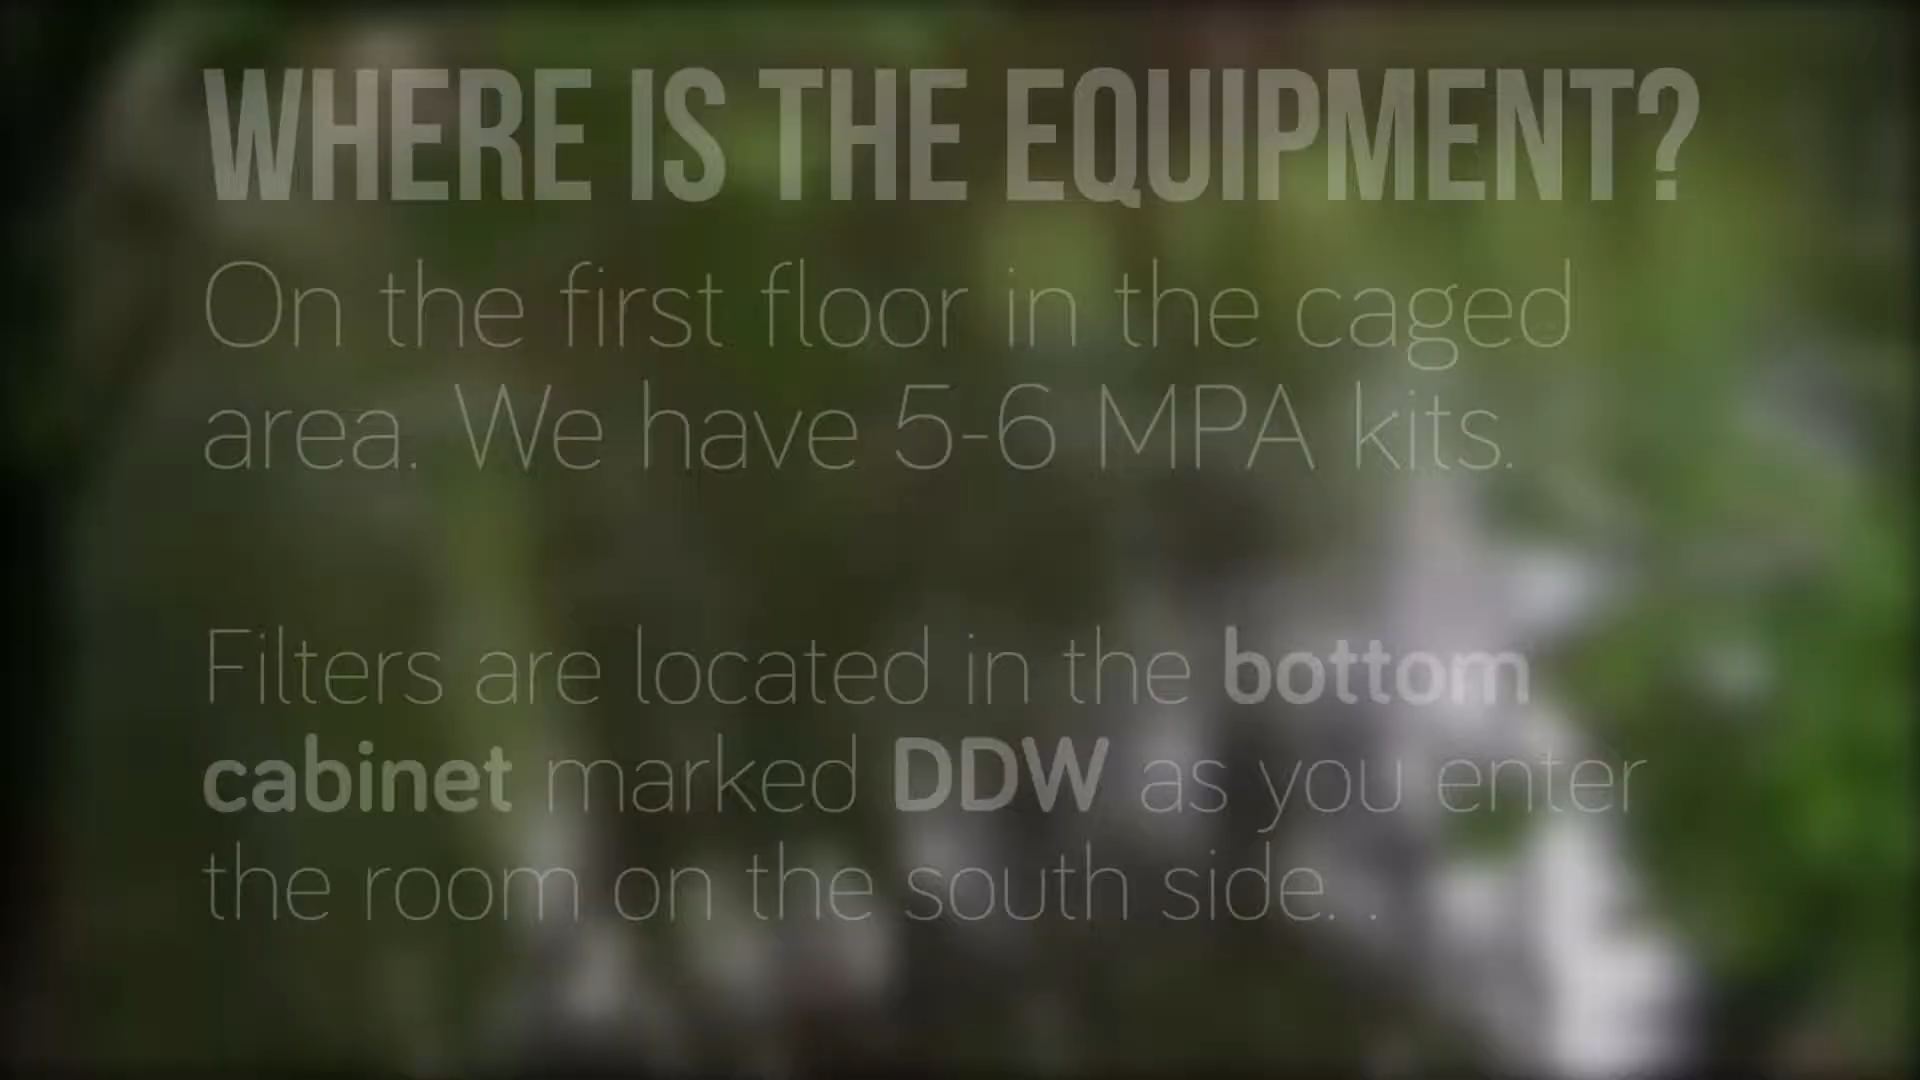 WHERE IS THE EQUIPMENT?
On the first floor in the caged
area. We have 5-6 MPA kits.
Filters are located in the bottom
cabinet marked DDW as you enter
the room on the south side. .